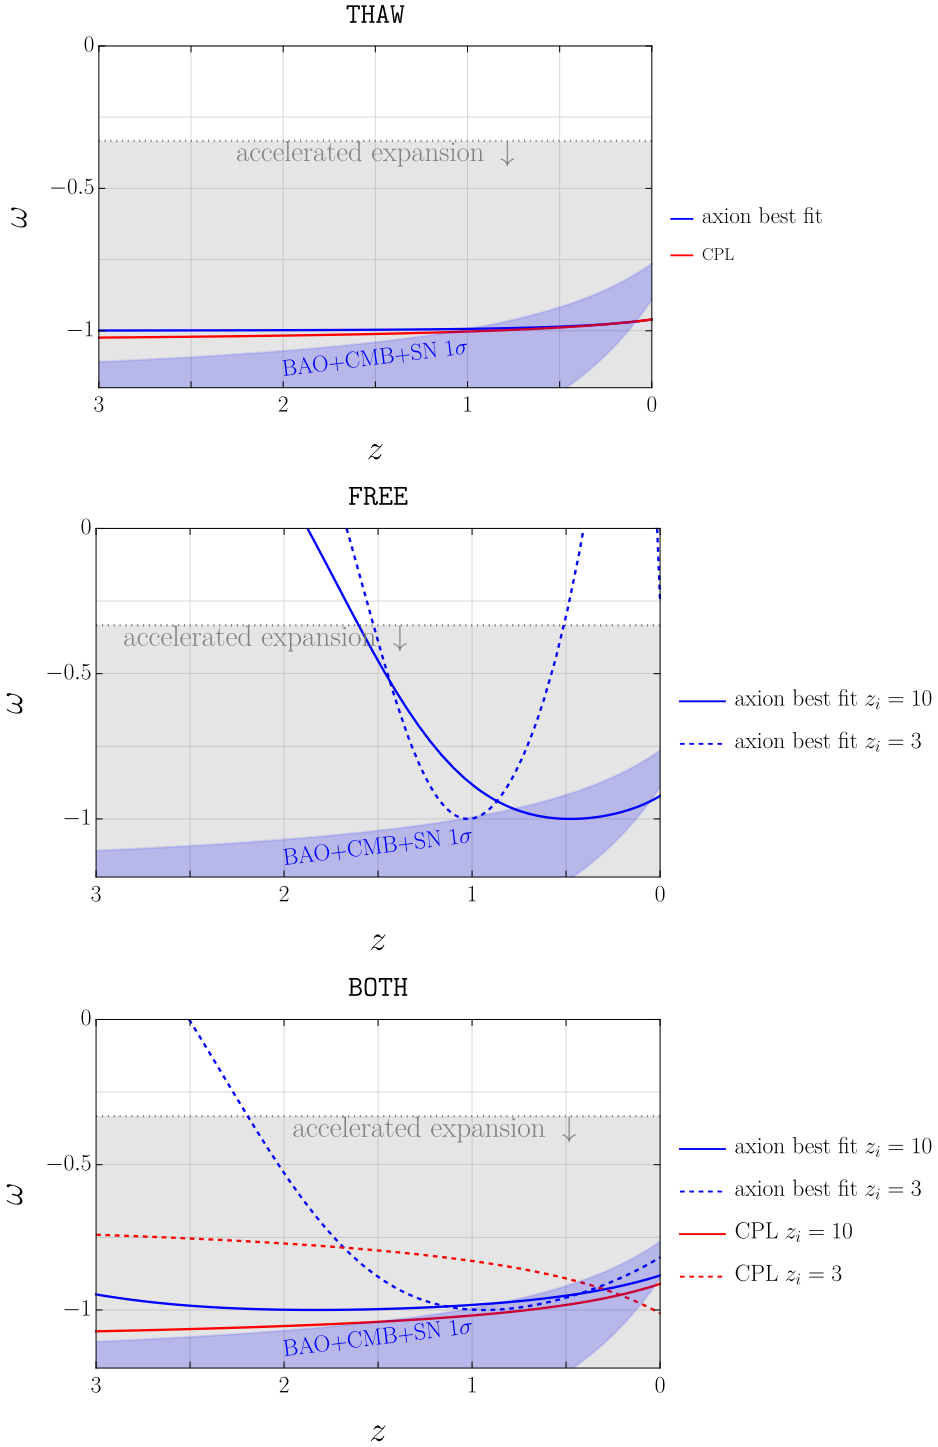 THAW
0
accelerated expansion ↓
−0.5
ω
axion best fit
CPL
−1
BAO+CMB+SN 1σ
3 2 1 0
z
FREE
0
accelerated expansion ↓
−0.5
ω
axion best fit z_i = 10
axion best fit z_i = 3
−1
BAO+CMB+SN 1σ
3 2 1 0
z
BOTH
0
accelerated expansion ↓
−0.5
ω
axion best fit z_i = 10
axion best fit z_i = 3
CPL z_i = 10
CPL z_i = 3
−1
BAO+CMB+SN 1σ
3 2 1 0
z